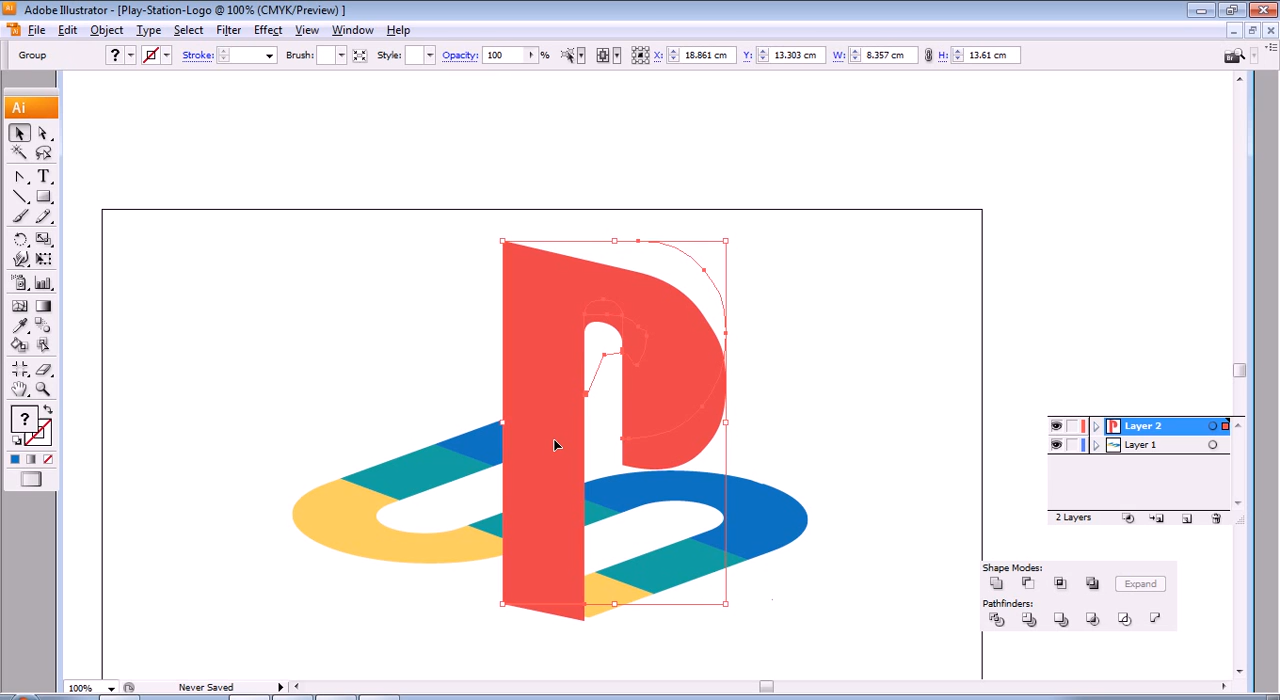 Adobe Illustrator - [Play-Station-Logo @ 100% (CMYK/Preview) ]
File Edit Object Type Select Filter Effect View Window Help
Group ? Stroke: Brush: Style: Opacity: 100 % X: 18.861 cm Y: 13.303 cm W: 8.357 cm H: 13.61 cm
Ai
T
?
P
Layer 2
Layer 1
2 Layers
Shape Modes:
Expand
Pathfinders:
100% Never Saved